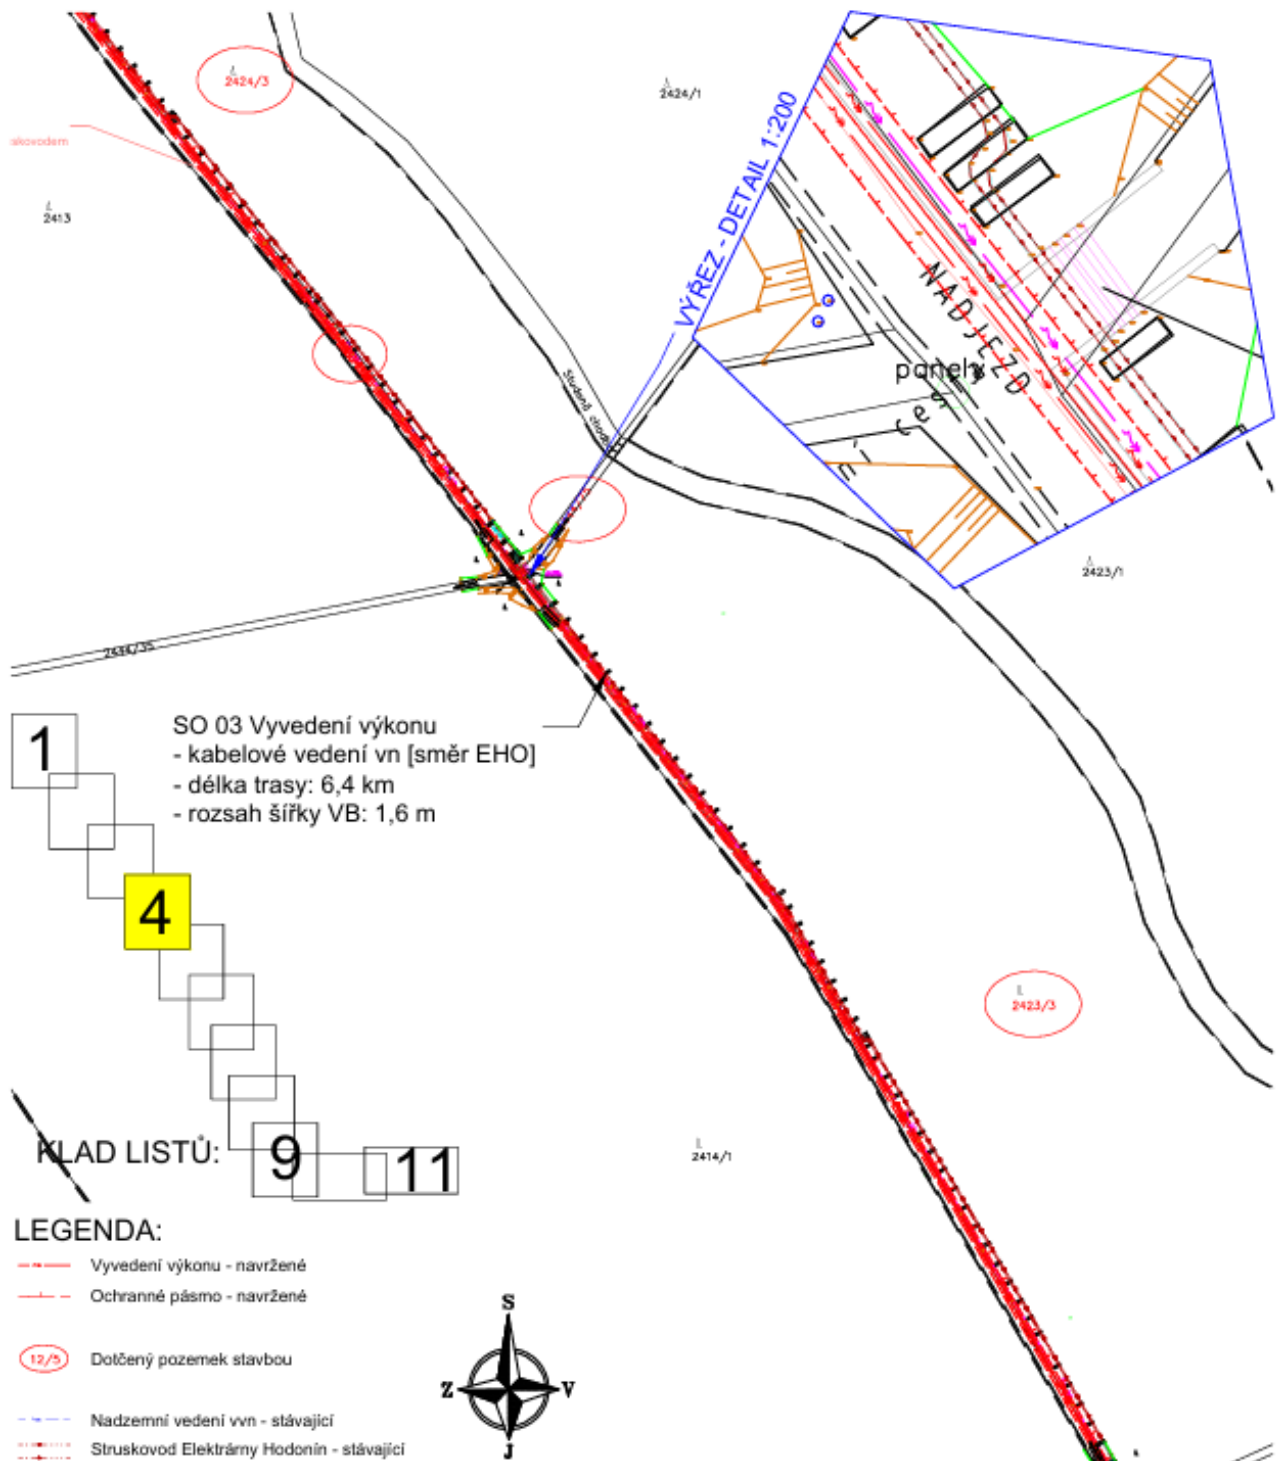 2424/3
2424/1
skovodem
2413
VÝŘEZ - DETAIL 1:200
NADJEZD
panely
Studená
2423/1
2444/35
SO 03 Vyvedení výkonu
- kabelové vedení vn [směr EHO]
- délka trasy: 6,4 km
- rozsah šířky VB: 1,6 m
1
4
2423/3
KLAD LISTŮ:
9
11
2414/1
LEGENDA:
Vyvedení výkonu - navržené
Ochranné pásmo - navržené
12/5
Dotčený pozemek stavbou
Nadzemní vedení vvn - stávající
Struskovod Elektrárny Hodonín - stávající
S
Z
V
J